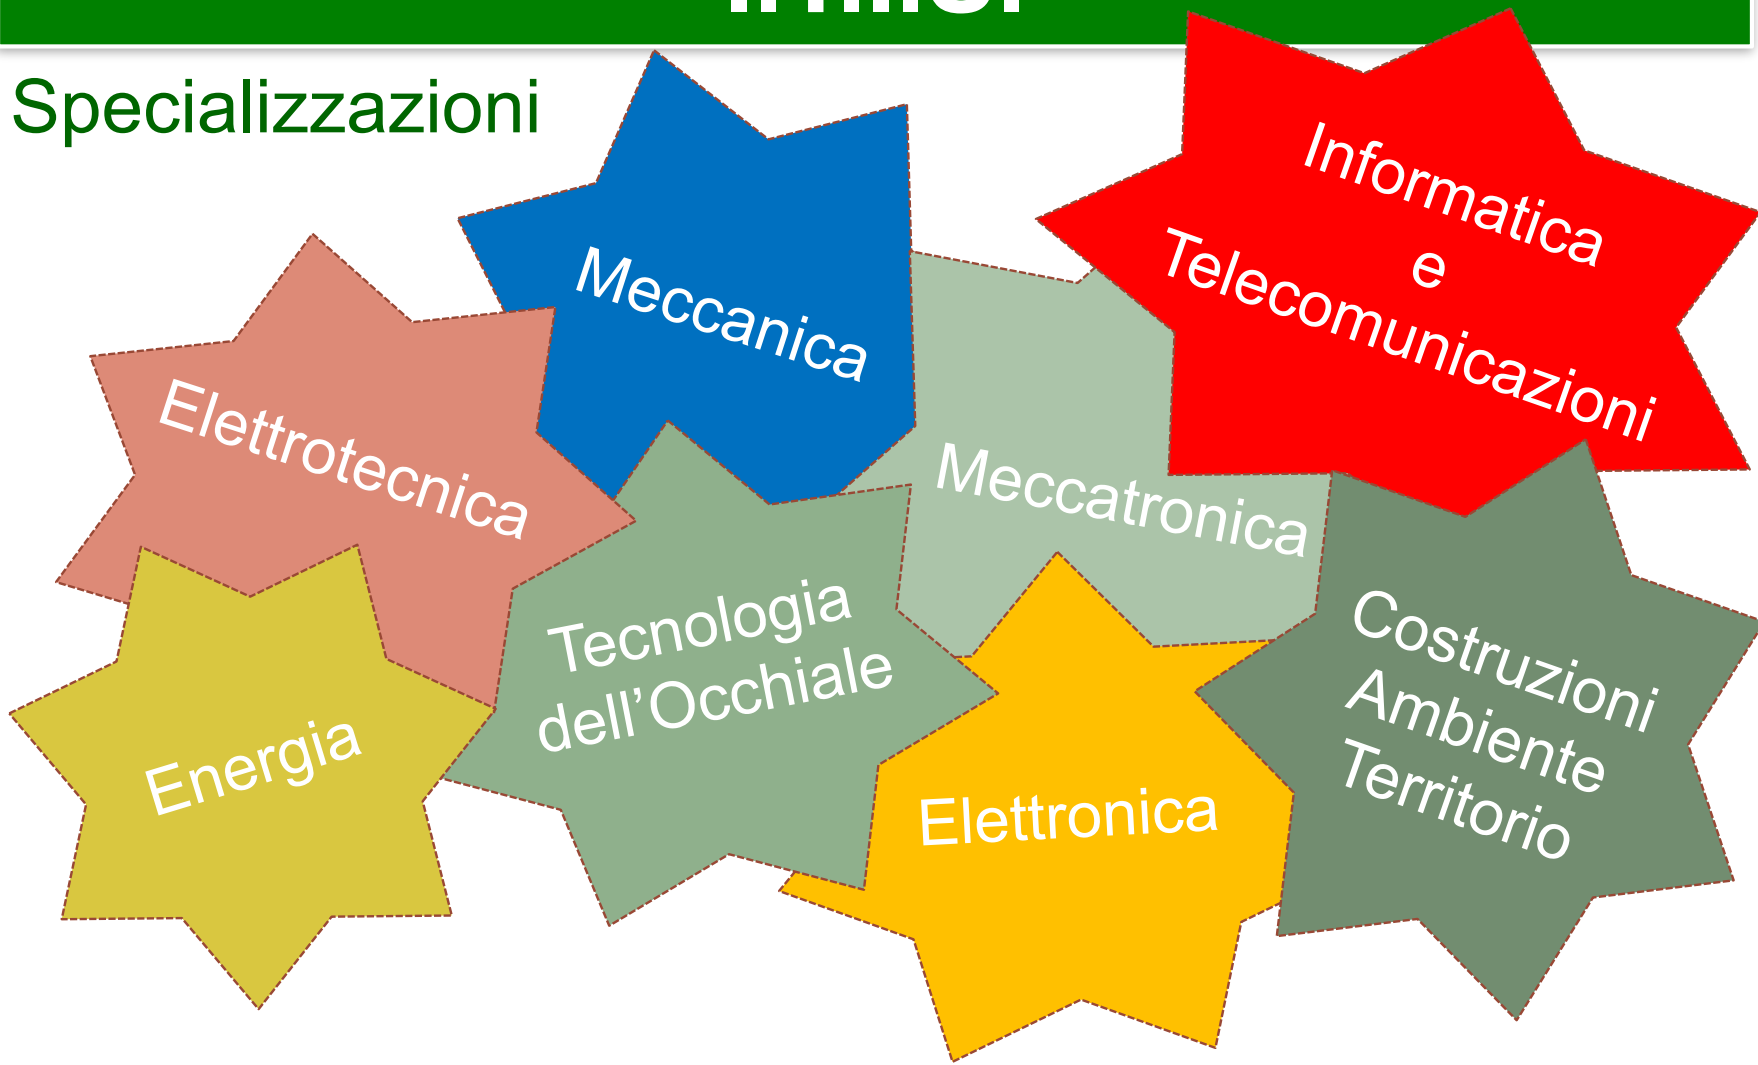 Specializzazioni
Informatica
e
Telecomunicazioni
Meccanica
Elettrotecnica
Meccatronica
Tecnologia
dell’Occhiale
Costruzioni
Ambiente
Territorio
Energia
Elettronica